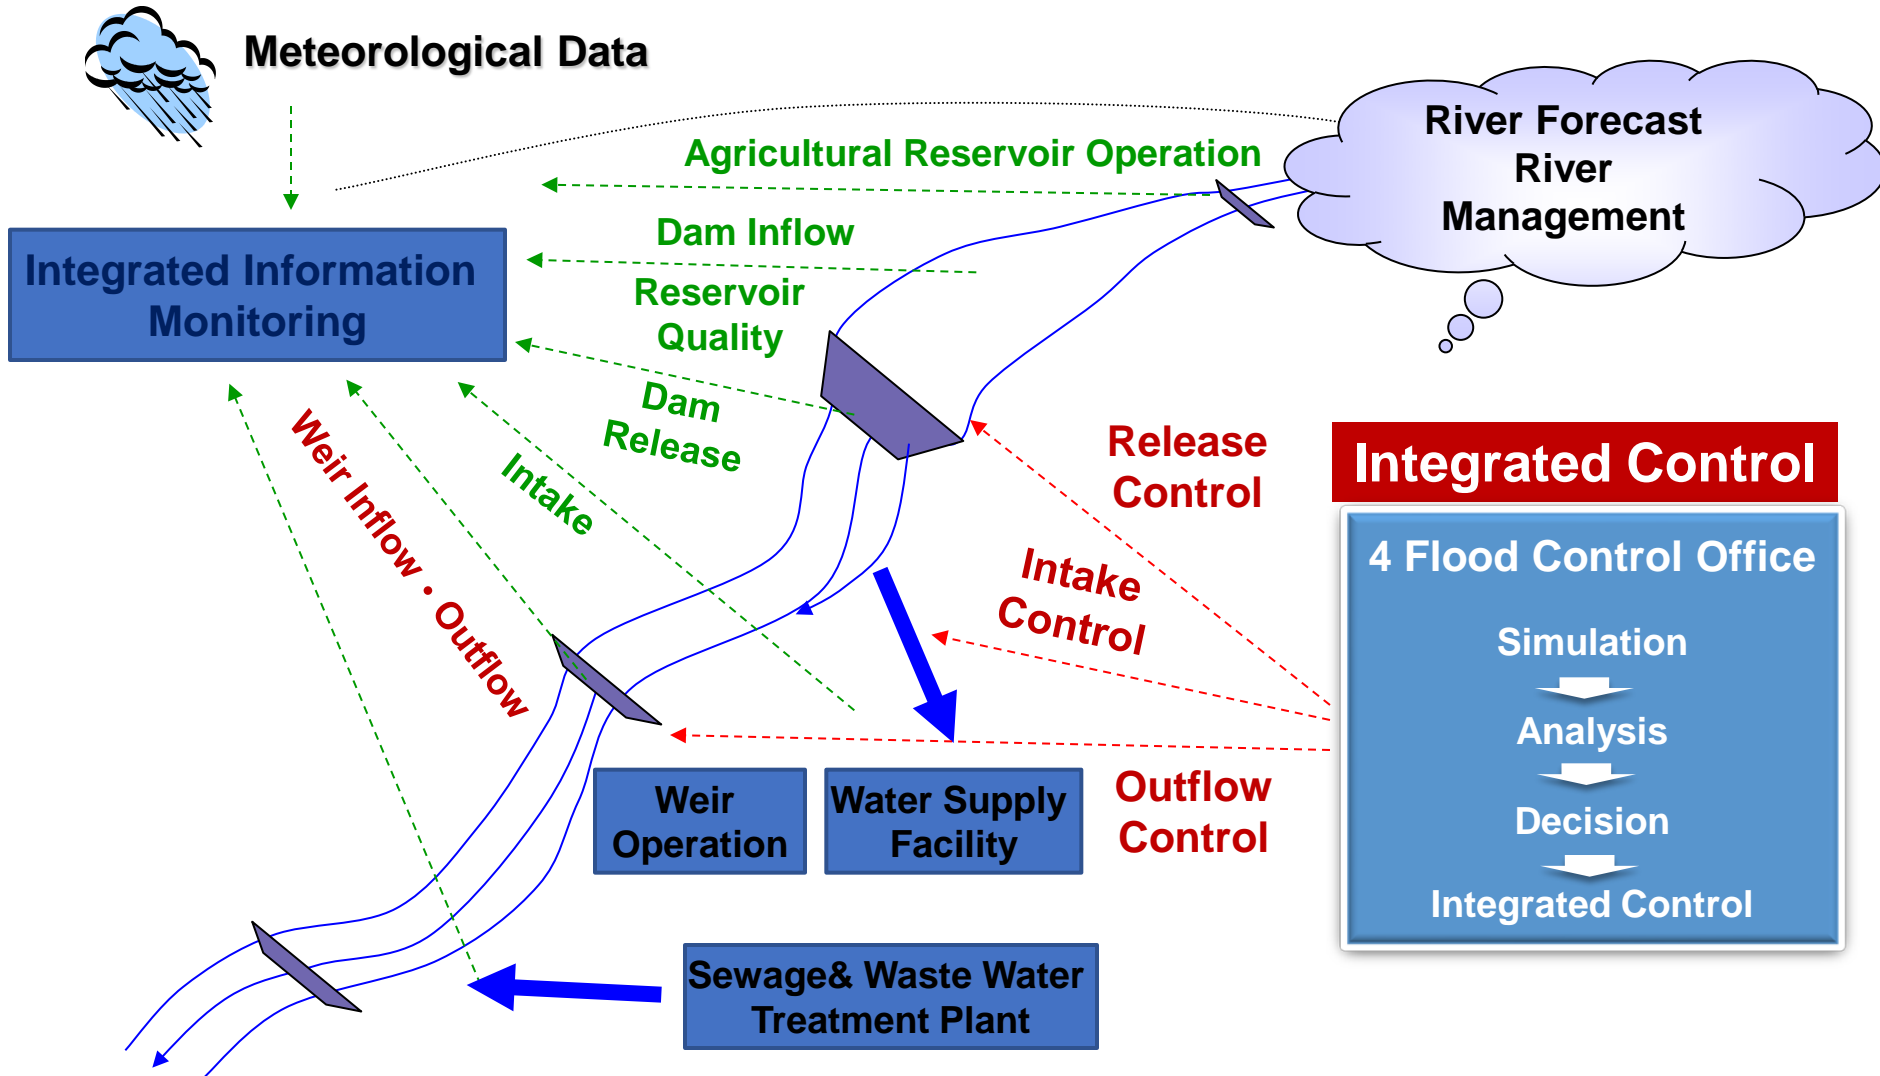 Meteorological Data
River Forecast
River
Management
Agricultural Reservoir Operation
Dam Inflow
Integrated Information
Monitoring
Reservoir
Quality
Dam
Release
Weir Inflow • Outflow
Intake
Release
Control
Integrated Control
4 Flood Control Office
Intake
Control
Simulation
Analysis
Decision
Integrated Control
Weir
Operation
Water Supply
Facility
Outflow
Control
Sewage& Waste Water
Treatment Plant